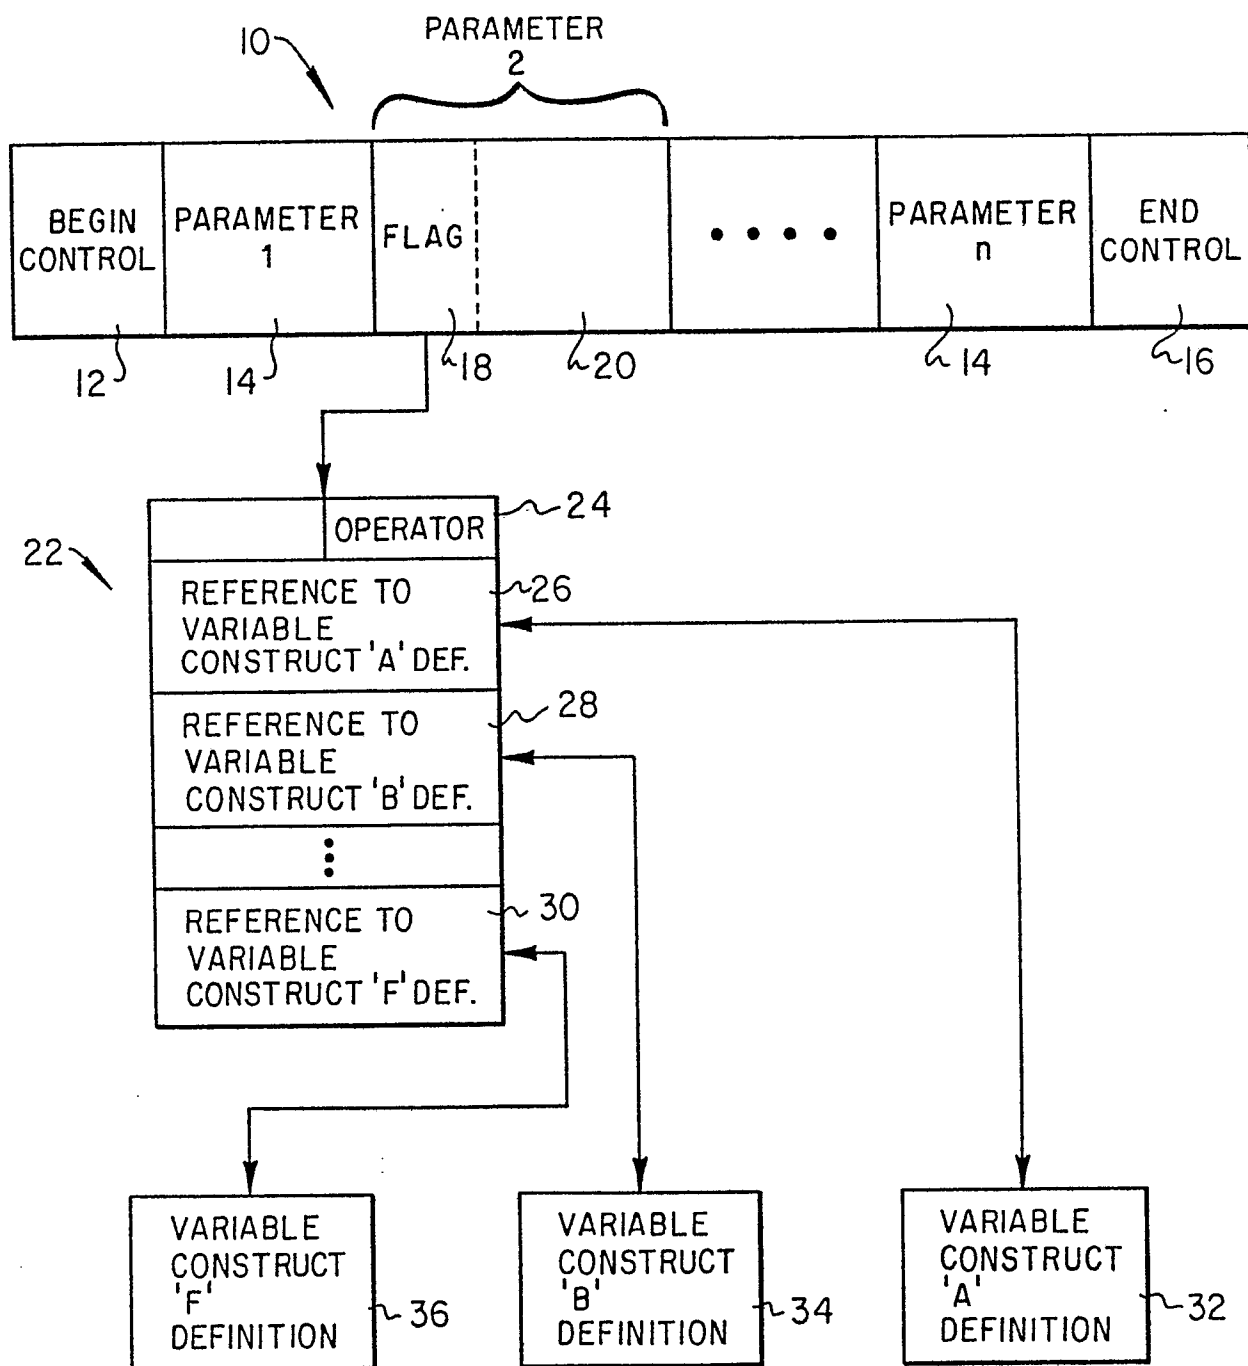 PARAMETER
2
10
BEGIN
CONTROL
PARAMETER
1
FLAG
• • • •
PARAMETER
n
END
CONTROL
12
14
18
20
14
16
22
OPERATOR
24
REFERENCE TO
VARIABLE
CONSTRUCT 'A' DEF.
26
REFERENCE TO
VARIABLE
CONSTRUCT 'B' DEF.
28
REFERENCE TO
VARIABLE
CONSTRUCT 'F' DEF.
30
VARIABLE
CONSTRUCT
'F'
DEFINITION
36
VARIABLE
CONSTRUCT
'B'
DEFINITION
34
VARIABLE
CONSTRUCT
'A'
DEFINITION
32